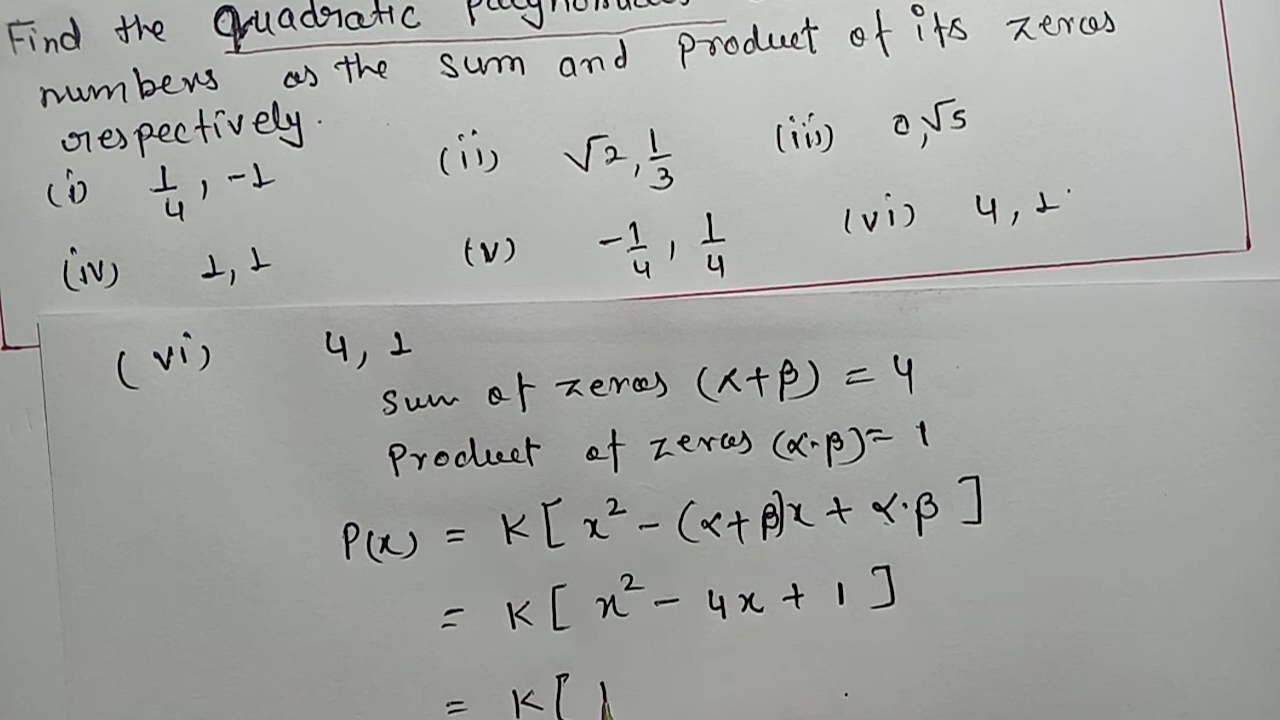 Find the Quadratic
numbers as the sum and product of its zeroes
respectively.
(i) 1/4, -1 (ii) √2, 1/3 (iii) 0, √5
(iv) 1, 1 (v) -1/4, 1/4 (vi) 4, 1
(vi) 4, 1
Sum of zeroes (α+β) = 4
Product of zeroes (α·β) = 1
P(x) = K[x² - (α+β)x + α·β]
= K[x² - 4x + 1]
= K[